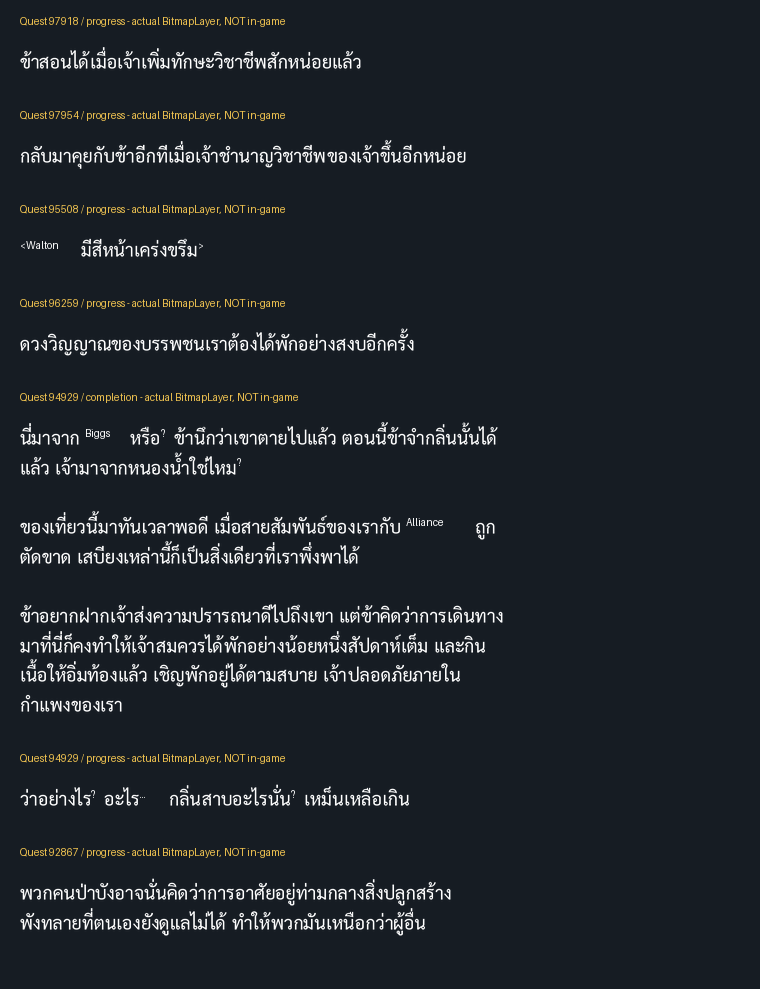 Quest 97918 / progress - actual BitmapLayer, NOT in-game
ข้าสอนได้เมื่อเจ้าเพิ่มทักษะวิชาชีพสักหน่อยแล้ว
Quest 97954 / progress - actual BitmapLayer, NOT in-game
กลับมาคุยกับข้าอีกทีเมื่อเจ้าชำนาญวิชาชีพของเจ้าขึ้นอีกหน่อย
Quest 95508 / progress - actual BitmapLayer, NOT in-game
<Walton มีสีหน้าเคร่งขรึม>
Quest 96259 / progress - actual BitmapLayer, NOT in-game
ดวงวิญญาณของบรรพชนเราต้องได้พักอย่างสงบอีกครั้ง
Quest 94929 / completion - actual BitmapLayer, NOT in-game
นี่มาจาก Biggs หรือ? ข้านึกว่าเขาตายไปแล้ว ตอนนี้ข้าจำกลิ่นนั้นได้
แล้ว เจ้ามาจากหนองน้ำใช่ไหม?
ของเที่ยวนี้มาทันเวลาพอดี เมื่อสายสัมพันธ์ของเรากับ Alliance ถูก
ตัดขาด เสบียงเหล่านี้ก็เป็นสิ่งเดียวที่เราพึ่งพาได้
ข้าอยากฝากเจ้าส่งความปรารถนาดีไปถึงเขา แต่ข้าคิดว่าการเดินทาง
มาที่นี่ก็คงทำให้เจ้าสมควรได้พักอย่างน้อยหนึ่งสัปดาห์เต็ม และกิน
เนื้อให้อิ่มท้องแล้ว เชิญพักอยู่ได้ตามสบาย เจ้าปลอดภัยภายใน
กำแพงของเรา
Quest 94929 / progress - actual BitmapLayer, NOT in-game
ว่าอย่างไร? อะไร... กลิ่นสาบอะไรนั่น? เหม็นเหลือเกิน
Quest 92867 / progress - actual BitmapLayer, NOT in-game
พวกคนป่าบังอาจนั่นคิดว่าการอาศัยอยู่ท่ามกลางสิ่งปลูกสร้าง
พังทลายที่ตนเองยังดูแลไม่ได้ ทำให้พวกมันเหนือกว่าผู้อื่น